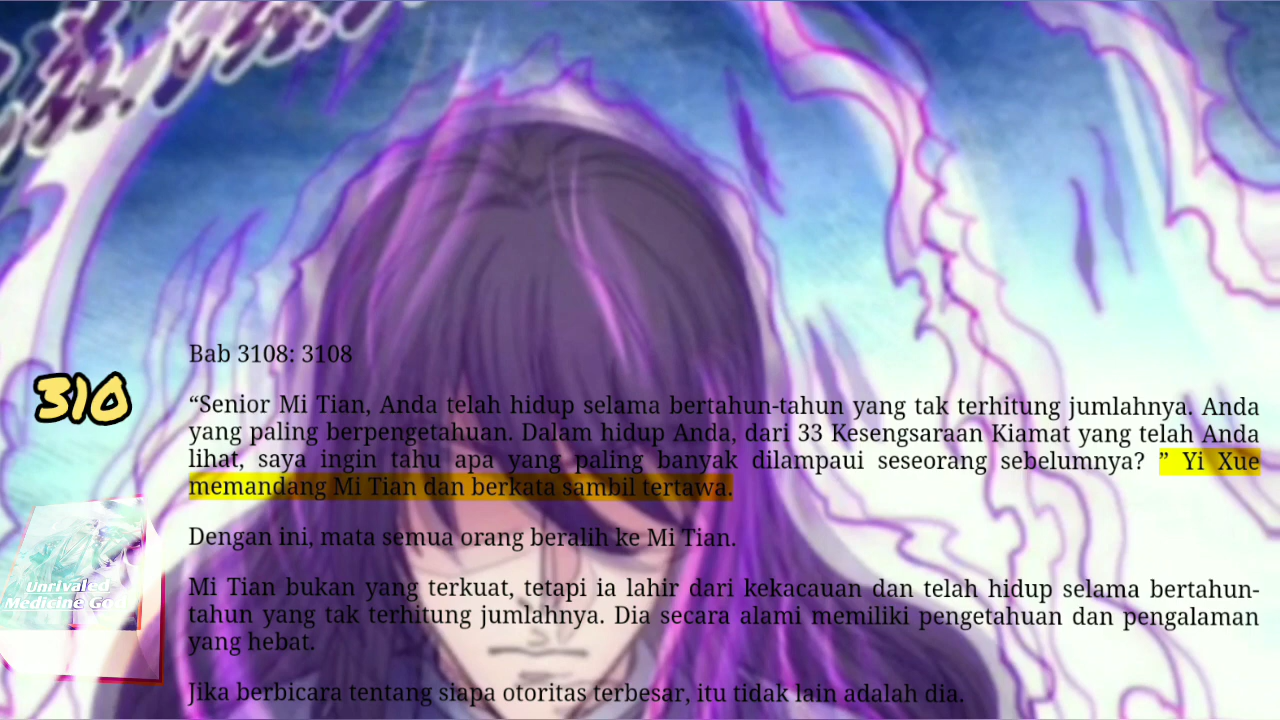 Bab 3108: 3108
“Senior Mi Tian, Anda telah hidup selama bertahun-tahun yang tak terhitung jumlahnya. Anda
yang paling berpengetahuan. Dalam hidup Anda, dari 33 Kesengsaraan Kiamat yang telah Anda
lihat, saya ingin tahu apa yang paling banyak dilampaui seseorang sebelumnya? ” Yi Xue
memandang Mi Tian dan berkata sambil tertawa.
310
Dengan ini, mata semua orang beralih ke Mi Tian.
Mi Tian bukan yang terkuat, tetapi ia lahir dari kekacauan dan telah hidup selama bertahun-
tahun yang tak terhitung jumlahnya. Dia secara alami memiliki pengetahuan dan pengalaman
yang hebat.
Unrivaled
Medicine God
Jika berbicara tentang siapa otoritas terbesar, itu tidak lain adalah dia.